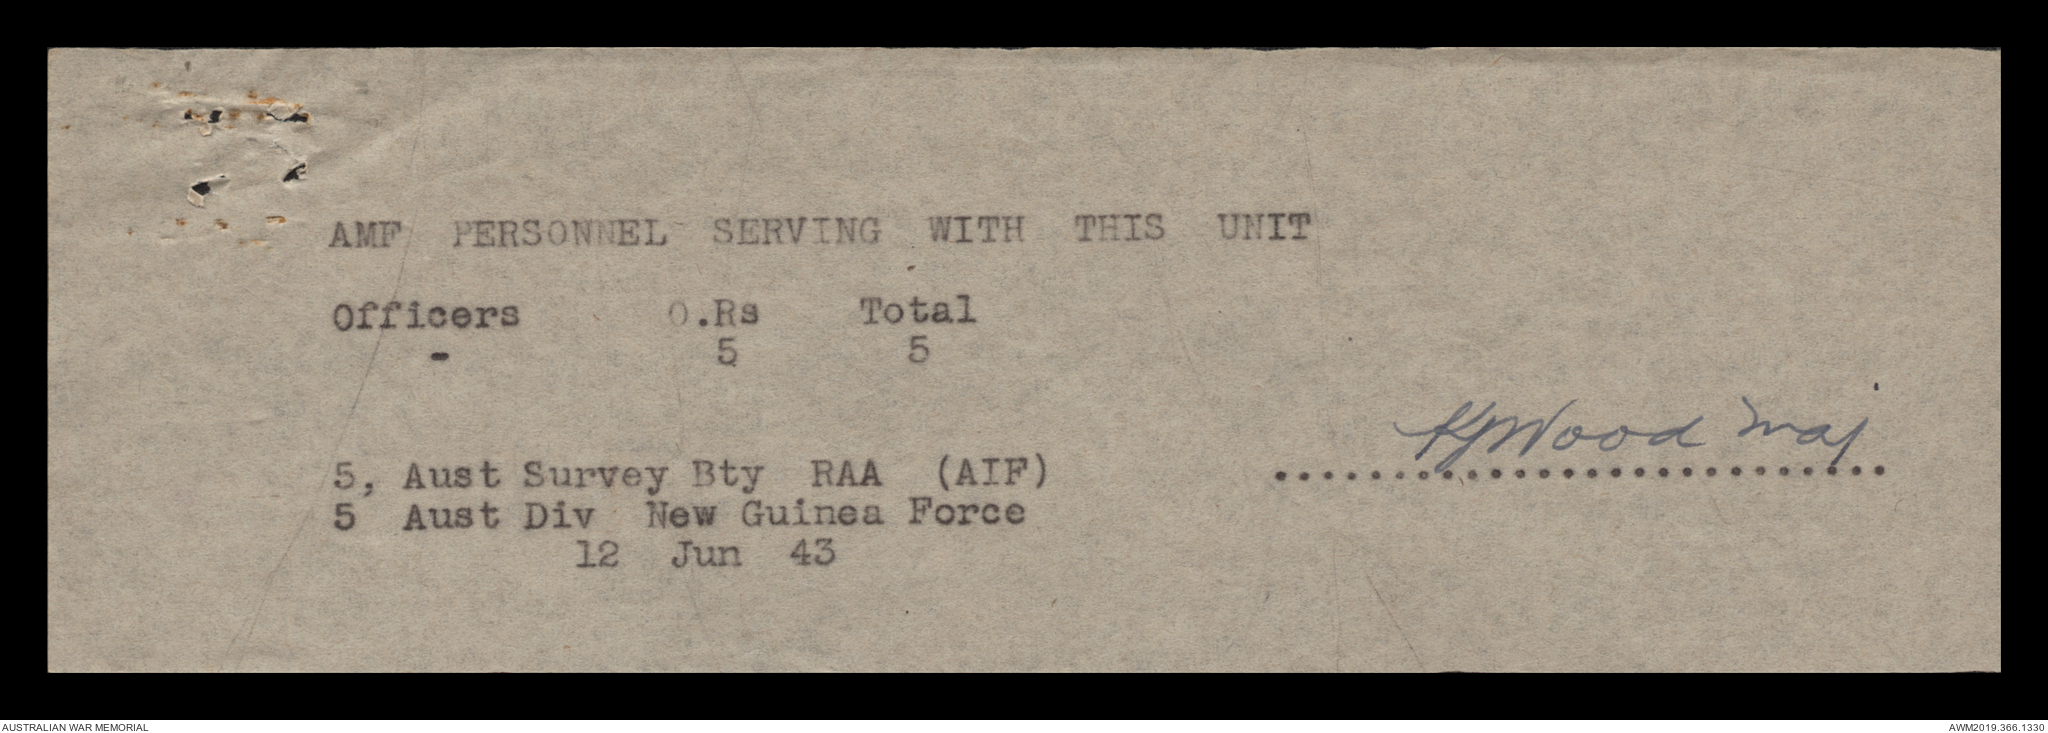 AMF PERSONNEL SERVING WITH THIS UNIT
Officers O.Rs Total
- 5 5
Wood Maj
..........................
5, Aust Survey Bty RAA (AIF)
5 Aust Div New Guinea Force
12 Jun 43
AUSTRALIAN WAR MEMORIAL
AWM2019.366.1330